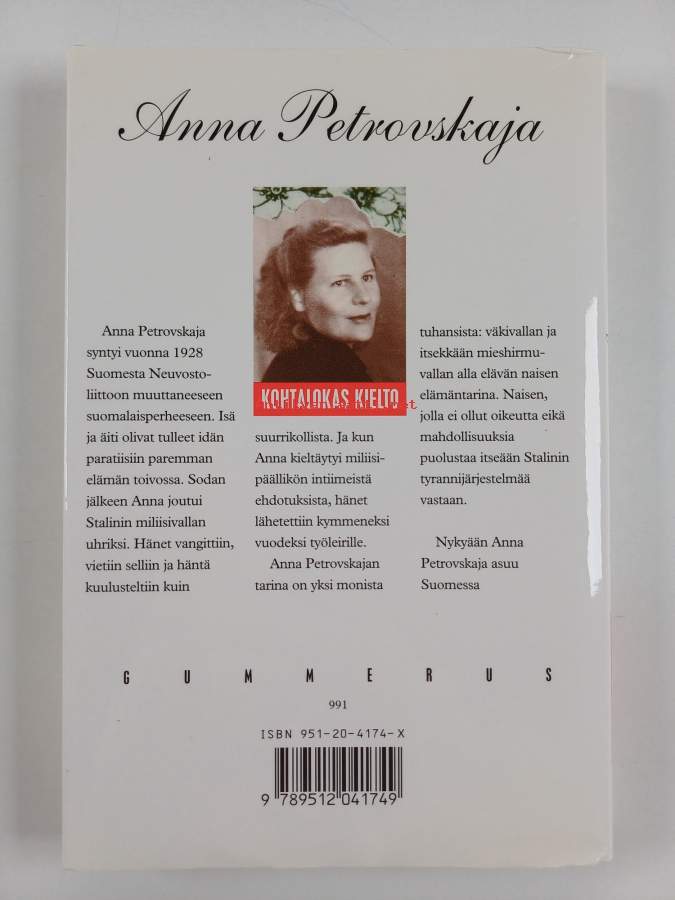 Anna Petrovskaja
KOHTALOKAS KIELTO
Anna Petrovskaja
syntyi vuonna 1928
Suomesta Neuvosto-
liittoon muuttaneeseen
suomalaisperheeseen. Isä
ja äiti olivat tulleet idän
paratiisiin paremman
elämän toivossa. Sodan
jälkeen Anna joutui
Stalinin miliisivallan
uhriksi. Hänet vangittiin,
vietiin selliin ja häntä
kuulusteltiin kuin
suurrikollista. Ja kun
Anna kieltäytyi miliisi-
päällikön intiimeistä
ehdotuksista, hänet
lähetettiin kymmeneksi
vuodeksi työleirille.
Anna Petrovskajan
tarina on yksi monista
tuhansista: väkivallan ja
itsekkään mieshirmu-
vallan alla elävän naisen
elämäntarina. Naisen,
jolla ei ollut oikeutta eikä
mahdollisuuksia
puolustaa itseään Stalinin
tyrannijärjestelmää
vastaan.
Nykyään Anna
Petrovskaja asuu
Suomessa
GUMMERUS
991
ISBN 951-20-4174-X
9 789512 041749